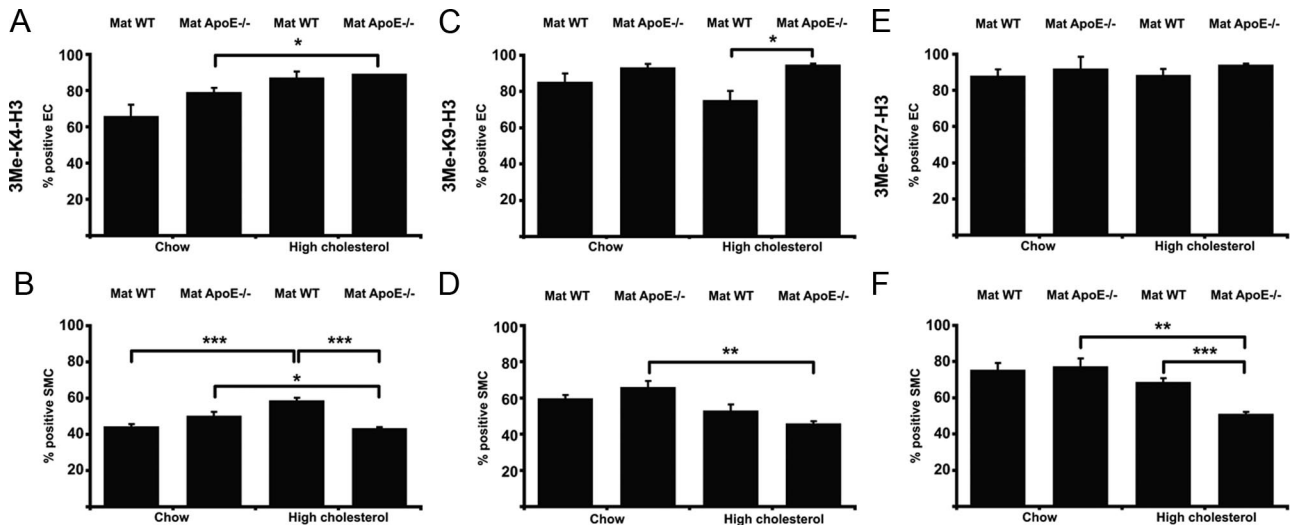 A
Mat WT Mat ApoE-/- Mat WT Mat ApoE-/-
3Me-K4-H3
% positive EC
100
80
60
40
20
*
Chow High cholesterol
C
Mat WT Mat ApoE-/- Mat WT Mat ApoE-/-
3Me-K9-H3
% positive EC
100
80
60
40
20
*
Chow High cholesterol
E
Mat WT Mat ApoE-/- Mat WT Mat ApoE-/-
3Me-K27-H3
% positive EC
100
80
60
40
20
Chow High cholesterol
B
Mat WT Mat ApoE-/- Mat WT Mat ApoE-/-
% positive SMC
100
80
60
40
20
*** ***
*
Chow High cholesterol
D
Mat WT Mat ApoE-/- Mat WT Mat ApoE-/-
% positive SMC
100
80
60
40
20
**
Chow High cholesterol
F
Mat WT Mat ApoE-/- Mat WT Mat ApoE-/-
% positive SMC
100
80
60
40
20
**
***
Chow High cholesterol